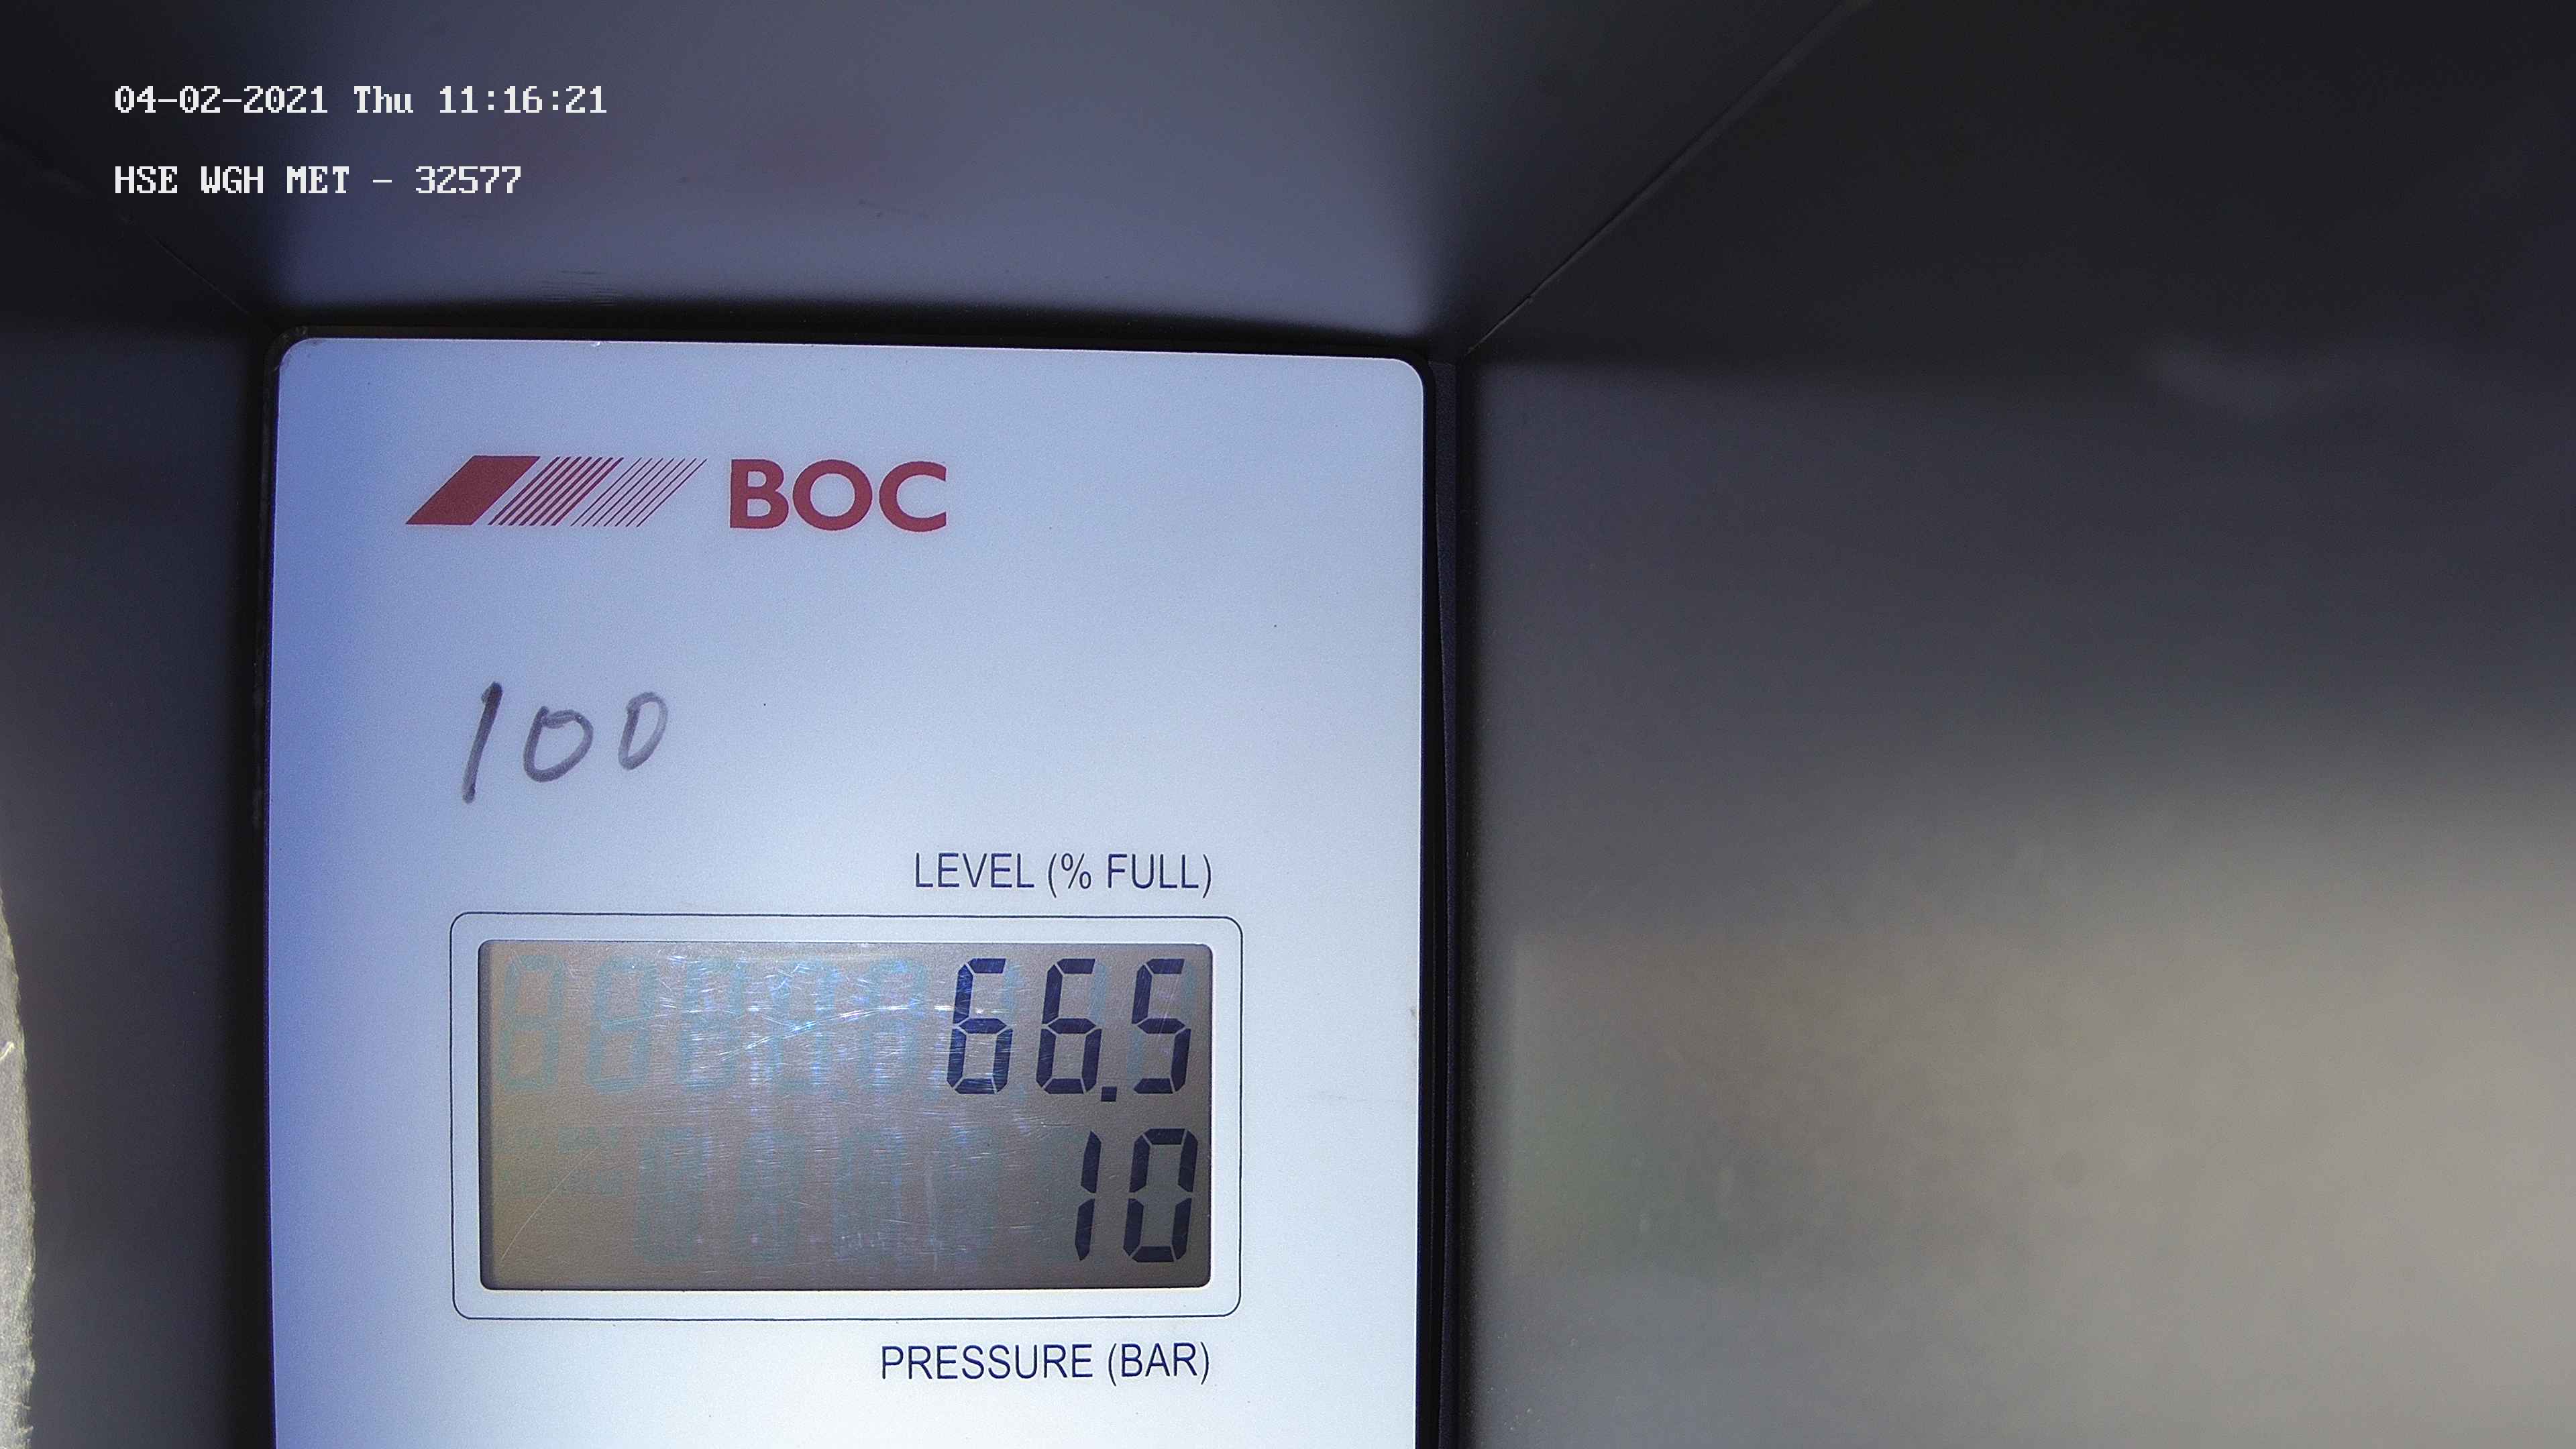 04-02-2021 Thu 11:16:21
HSE WGH MET - 32577
BOC
100
LEVEL (% FULL)
66.5
10
PRESSURE (BAR)